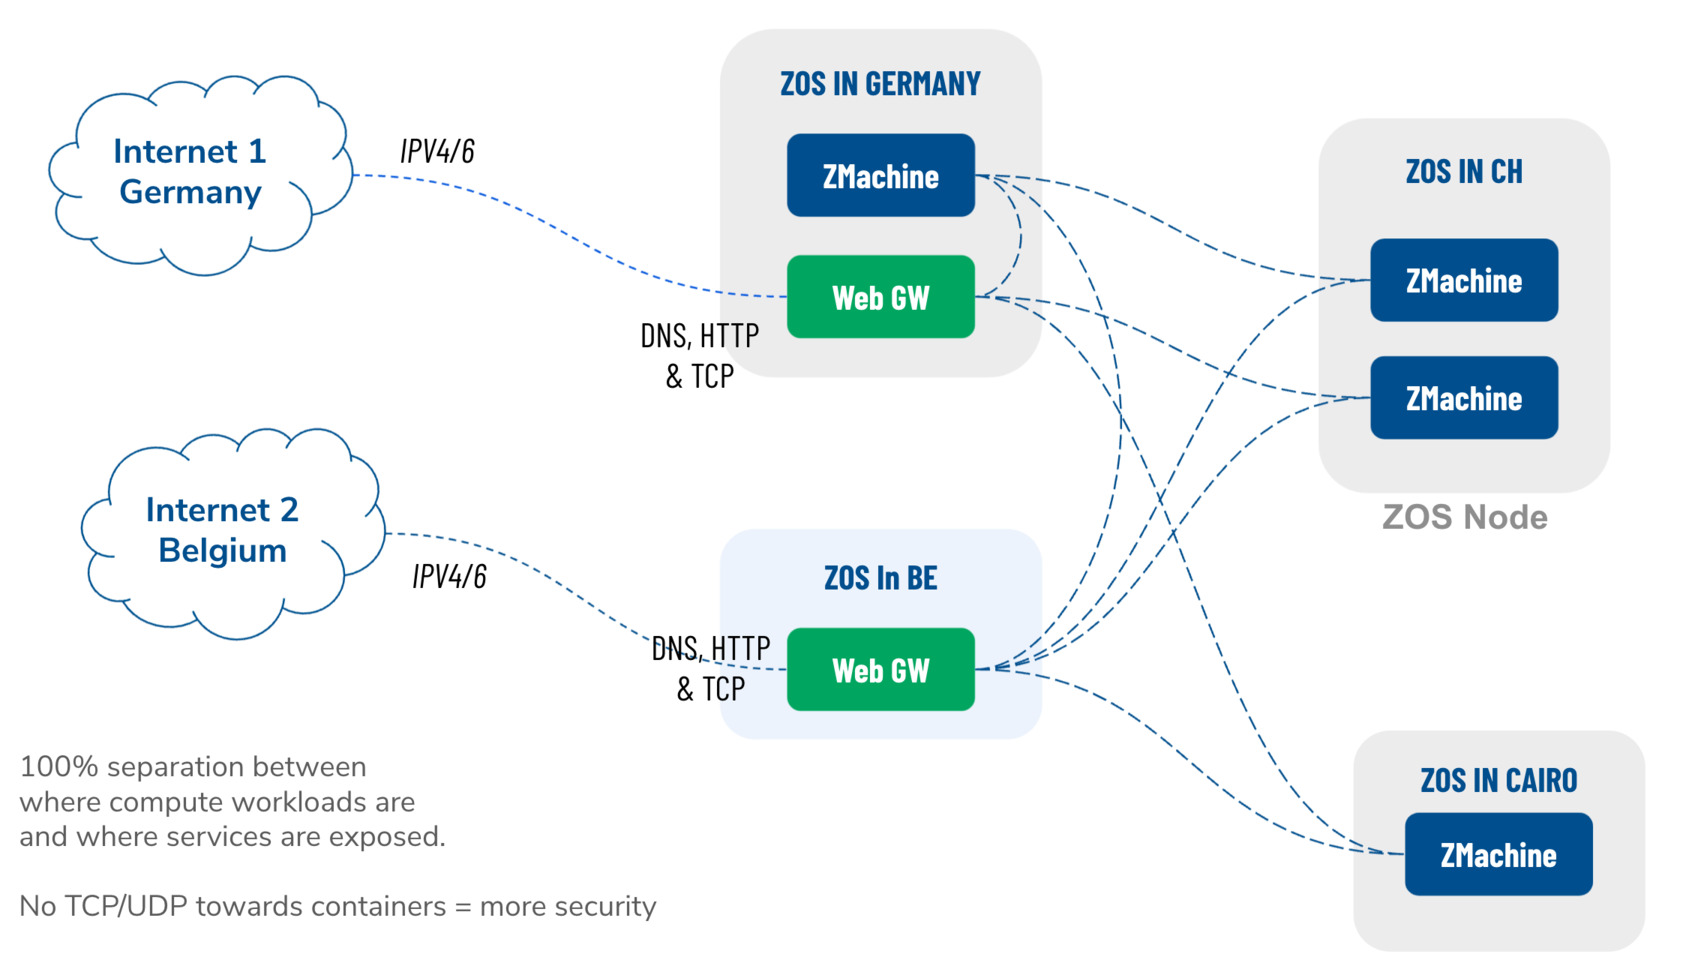 Internet 1
Germany
IPV4/6
ZOS IN GERMANY
ZMachine
Web GW
DNS, HTTP
& TCP
ZOS IN CH
ZMachine
ZMachine
ZOS Node
Internet 2
Belgium
IPV4/6
ZOS In BE
Web GW
DNS, HTTP
& TCP
ZOS IN CAIRO
ZMachine
100% separation between
where compute workloads are
and where services are exposed.
No TCP/UDP towards containers = more security